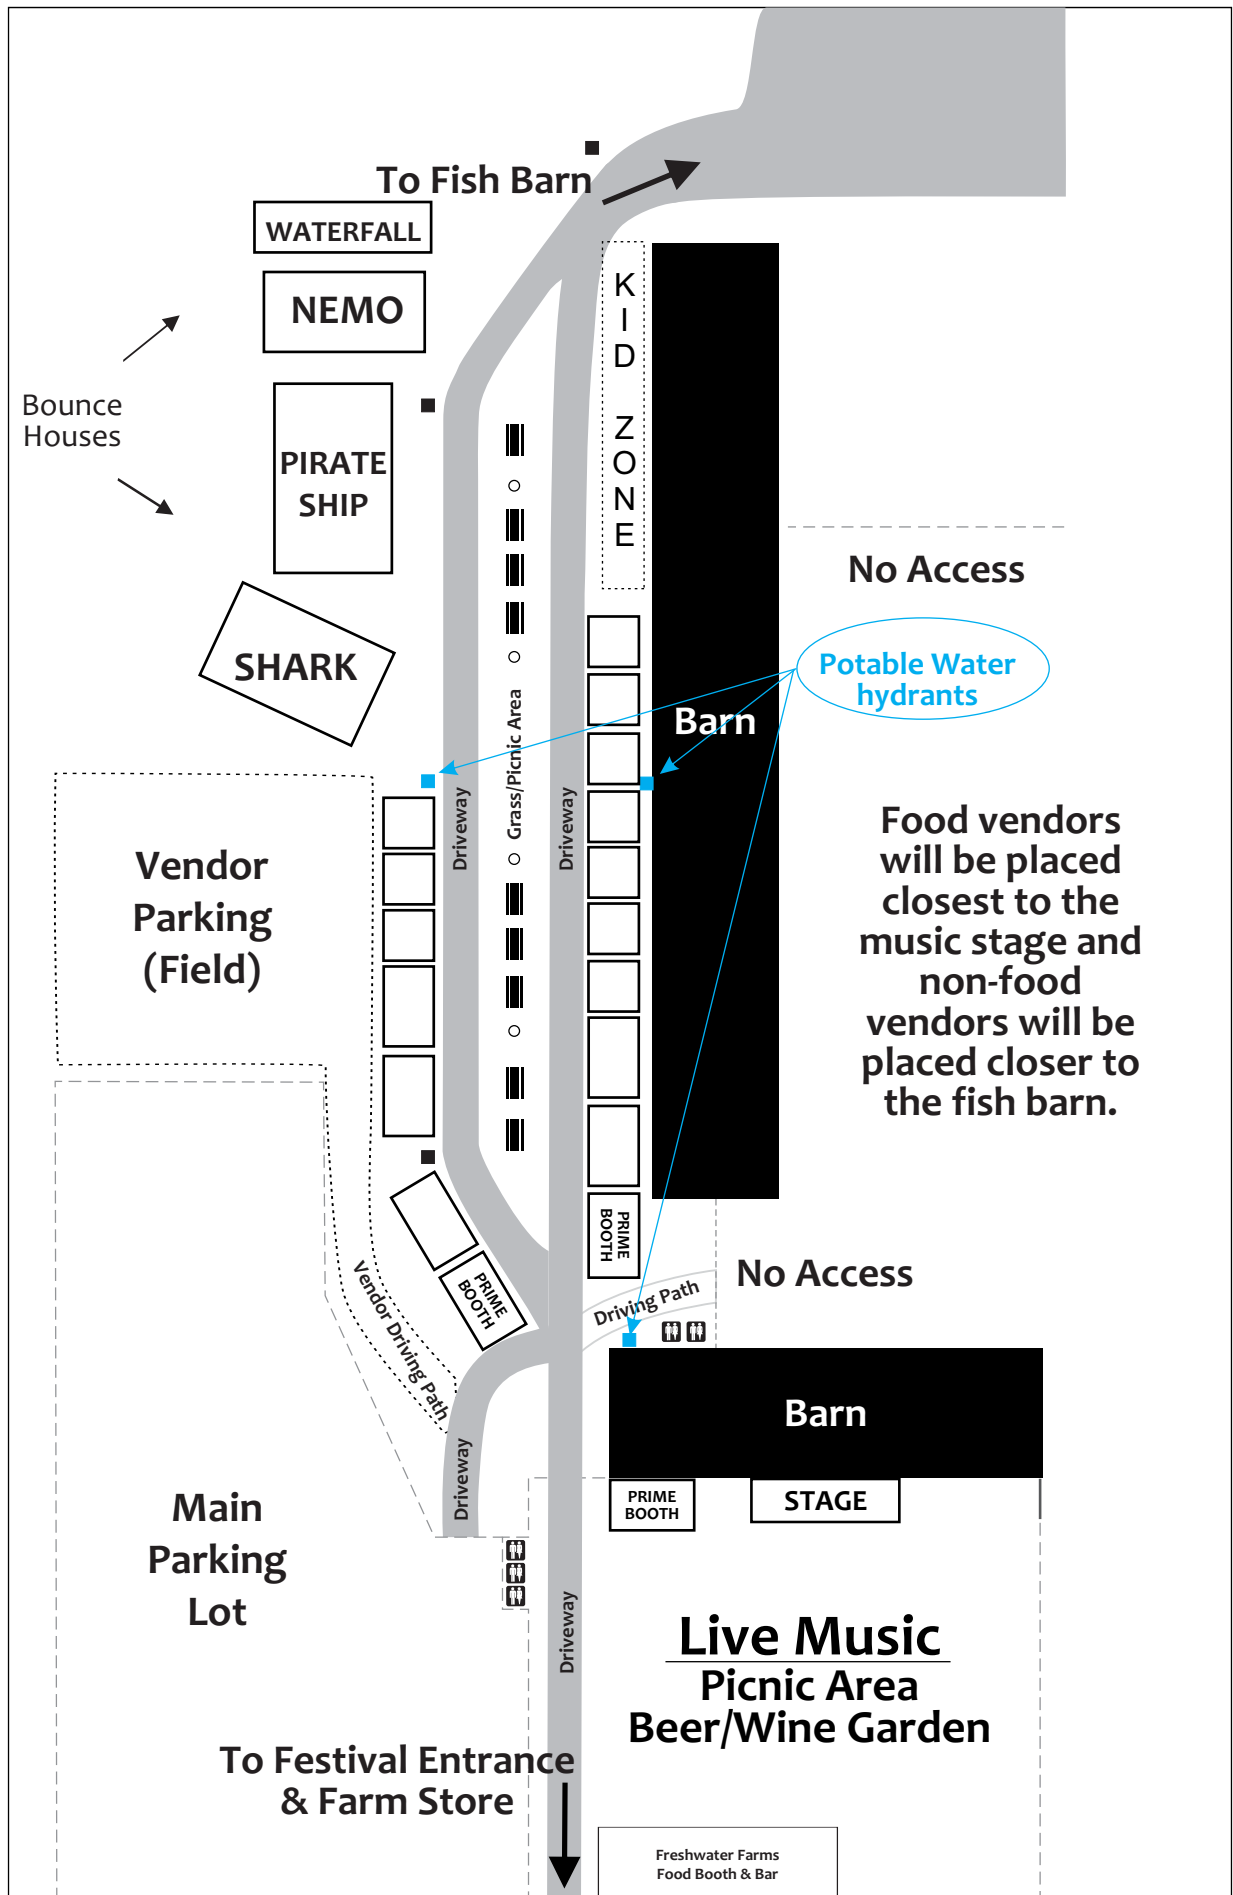 To Fish Barn
WATERFALL
NEMO
KID ZONE
Bounce
Houses
PIRATE
SHIP
No Access
SHARK
Potable Water
hydrants
Grass/Picnic Area
Barn
Driveway
Driveway
Vendor
Parking
(Field)
Food vendors
will be placed
closest to the
music stage and
non-food
vendors will be
placed closer to
the fish barn.
PRIME
BOOTH
No Access
PRIME
BOOTH
Vendor Driving Path
Driving Path
Barn
Driveway
PRIME
BOOTH
STAGE
Main
Parking
Lot
Driveway
Live Music
Picnic Area
Beer/Wine Garden
To Festival Entrance
& Farm Store
Freshwater Farms
Food Booth & Bar